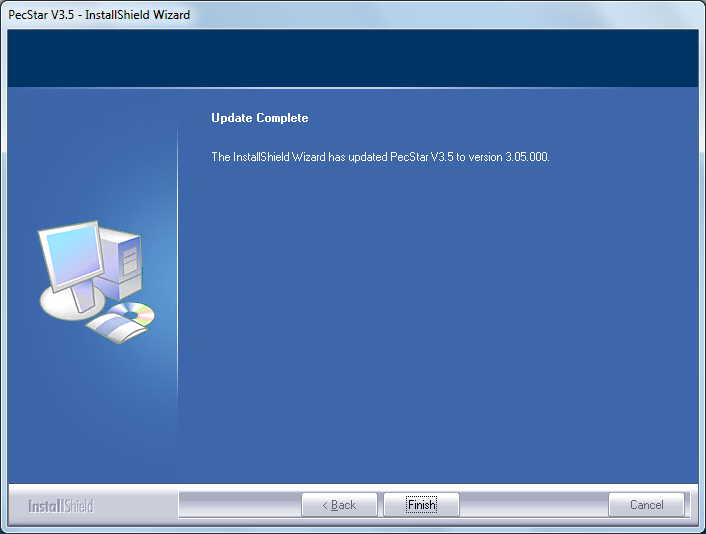 PecStar V3.5 - InstallShield Wizard
Update Complete
The InstallShield Wizard has updated PecStar V3.5 to version 3.05.000.
InstallShield
< Back
Finish
Cancel